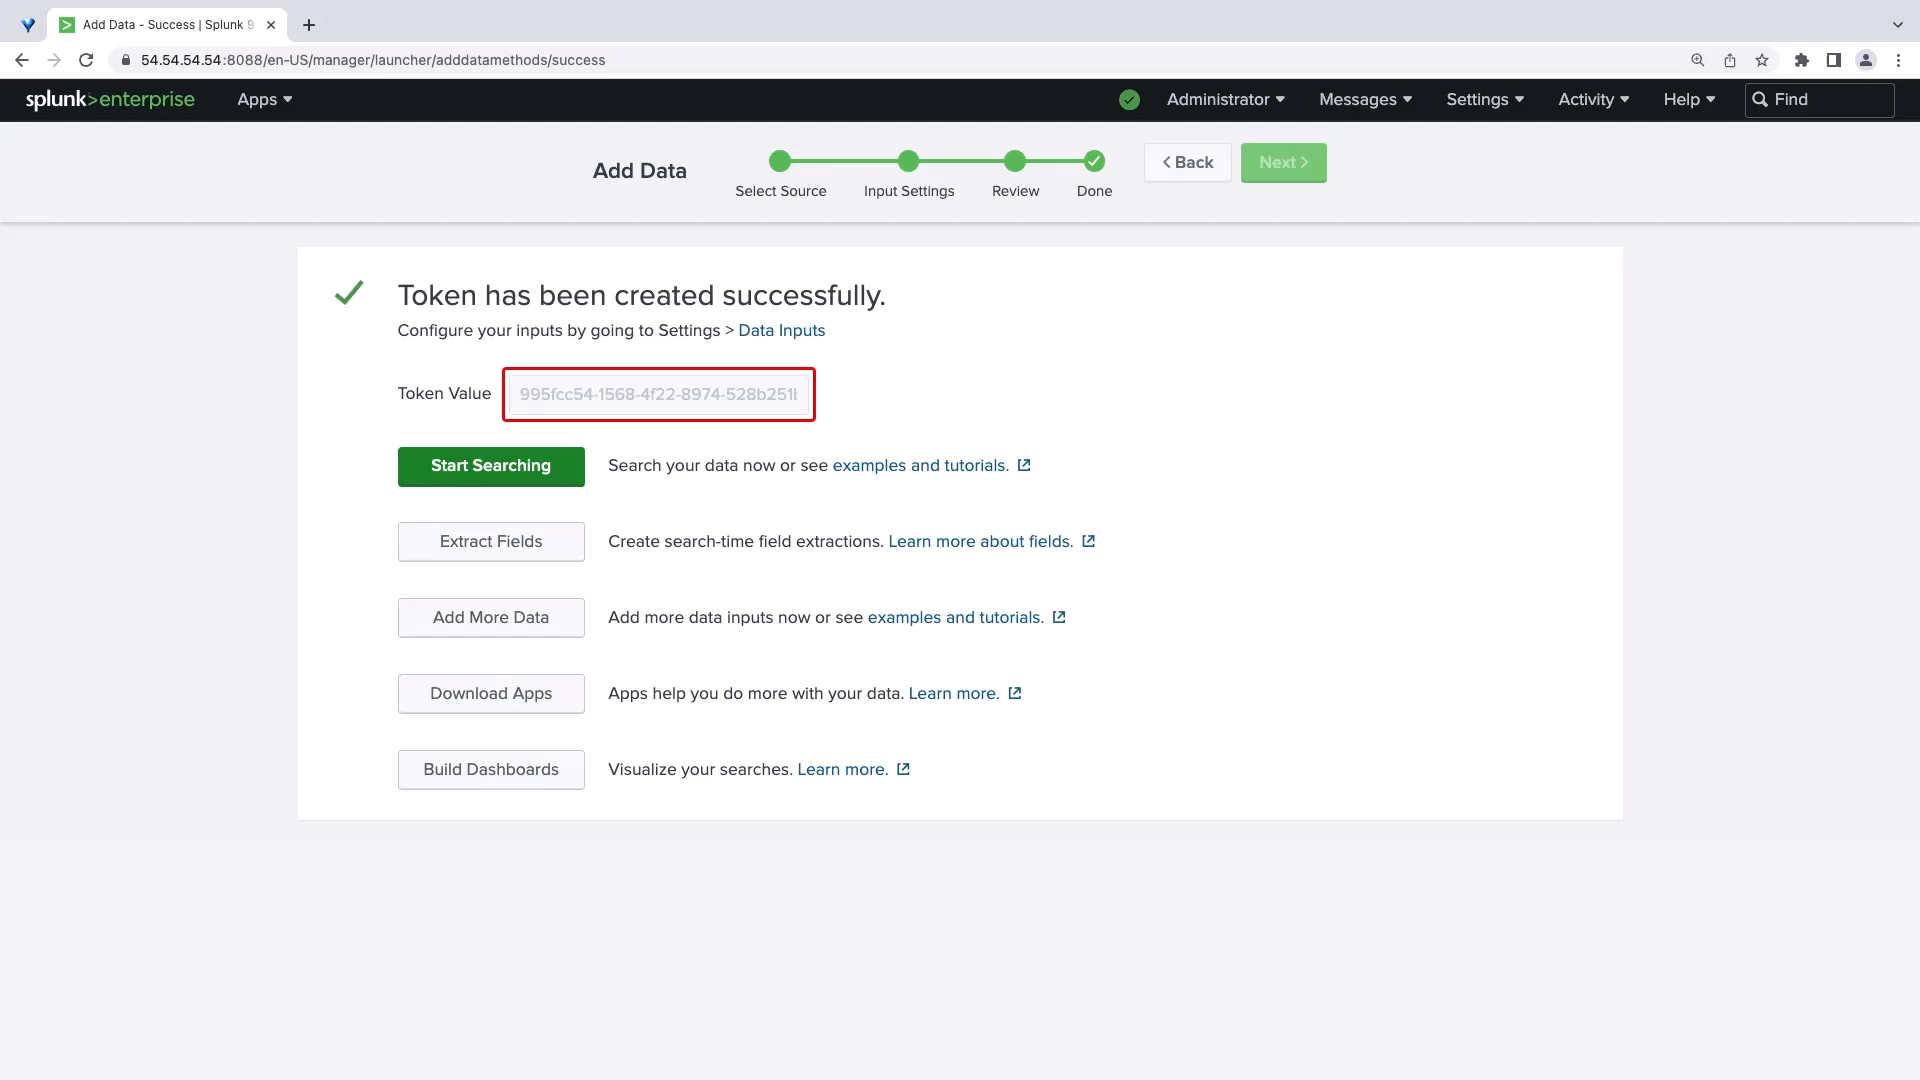 Add Data - Success | Splunk 9
54.54.54.54:8088/en-US/manager/launcher/adddatamethods/success
splunk>enterprise Apps Administrator Messages Settings Activity Help Find
Add Data
Select Source Input Settings Review Done
Back Next
Token has been created successfully.
Configure your inputs by going to Settings > Data Inputs
Token Value 995fcc54-1568-4f22-8974-528b251
Start Searching Search your data now or see examples and tutorials.
Extract Fields Create search-time field extractions. Learn more about fields.
Add More Data Add more data inputs now or see examples and tutorials.
Download Apps Apps help you do more with your data. Learn more.
Build Dashboards Visualize your searches. Learn more.